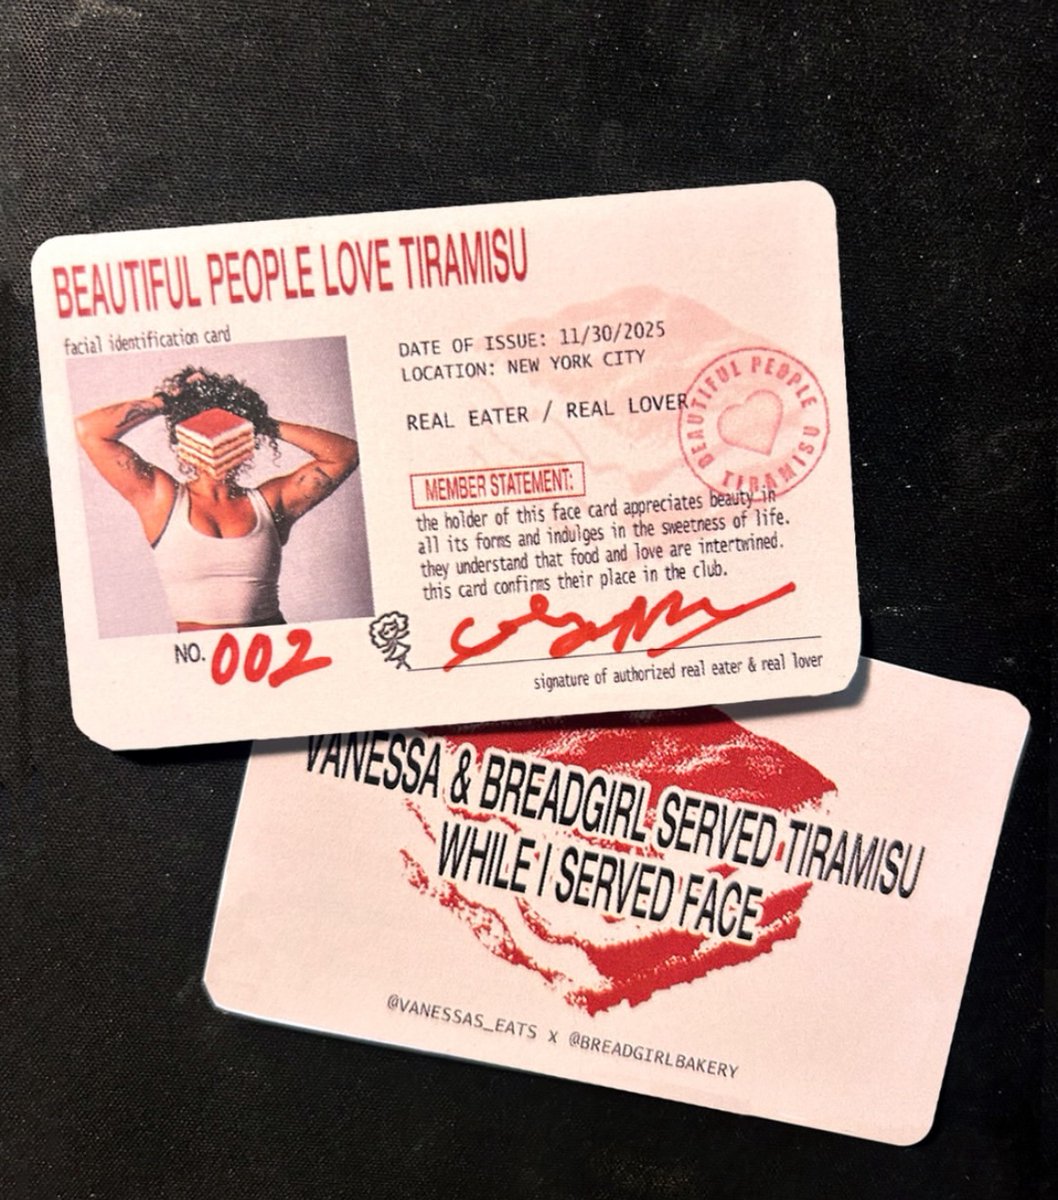 BEAUTIFUL PEOPLE LOVE TIRAMISU
facial identification card
DATE OF ISSUE: 11/30/2025
LOCATION: NEW YORK CITY
REAL EATER / REAL LOVER
BEAUTIFUL PEOPLE
TIRAMISU
MEMBER STATEMENT:
the holder of this face card appreciates beauty in
all its forms and indulges in the sweetness of life.
they understand that food and love are intertwined.
this card confirms their place in the club.
NO. 002
signature of authorized real eater & real lover
VANESSA & BREADGIRL SERVED TIRAMISU
WHILE I SERVED FACE
@VANESSAS_EATS X @BREADGIRLBAKERY